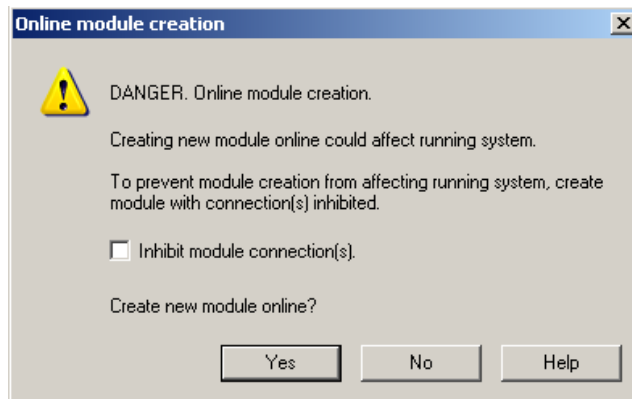 Online module creation
DANGER. Online module creation.
Creating new module online could affect running system.
To prevent module creation from affecting running system, create
module with connection(s) inhibited.
Inhibit module connection(s).
Create new module online?
Yes No Help